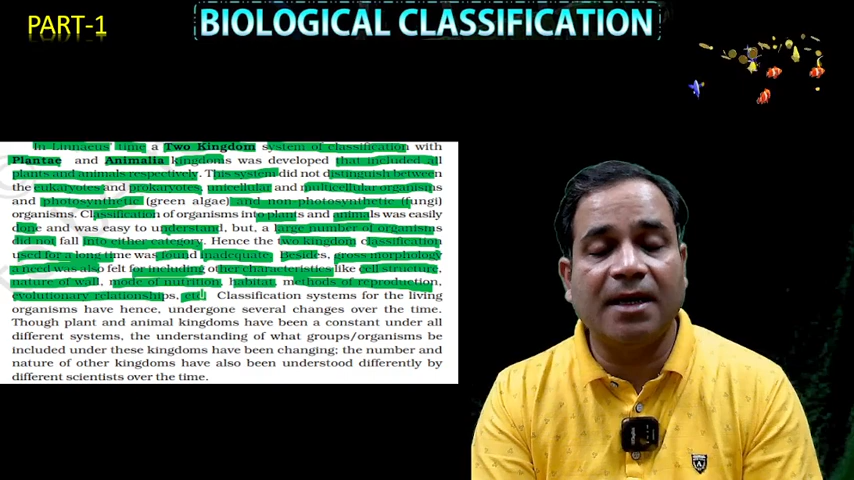 PART-1
BIOLOGICAL CLASSIFICATION
In Linnaeus time a Two Kingdom system of classification with
Plantae and Animalia kingdoms was developed that included all
plants and animals respectively. This system did not distinguish between
the eukaryotes and prokaryotes, unicellular and multicellular organisms
and photosynthetic (green algae) and non-photosynthetic (fungi)
organisms. Classification of organisms into plants and animals was easily
done and was easy to understand, but, a large number of organisms
did not fall into either category. Hence the two kingdom classification
used for a long time was found inadequate. Besides, gross morphology
a need was also felt for including other characteristics like cell structure,
nature of wall, mode of nutrition, habitat, methods of reproduction,
evolutionary relationships, etc. Classification systems for the living
organisms have hence, undergone several changes over the time.
Though plant and animal kingdoms have been a constant under all
different systems, the understanding of what groups/organisms be
included under these kingdoms have been changing; the number and
nature of other kingdoms have also been understood differently by
different scientists over the time.